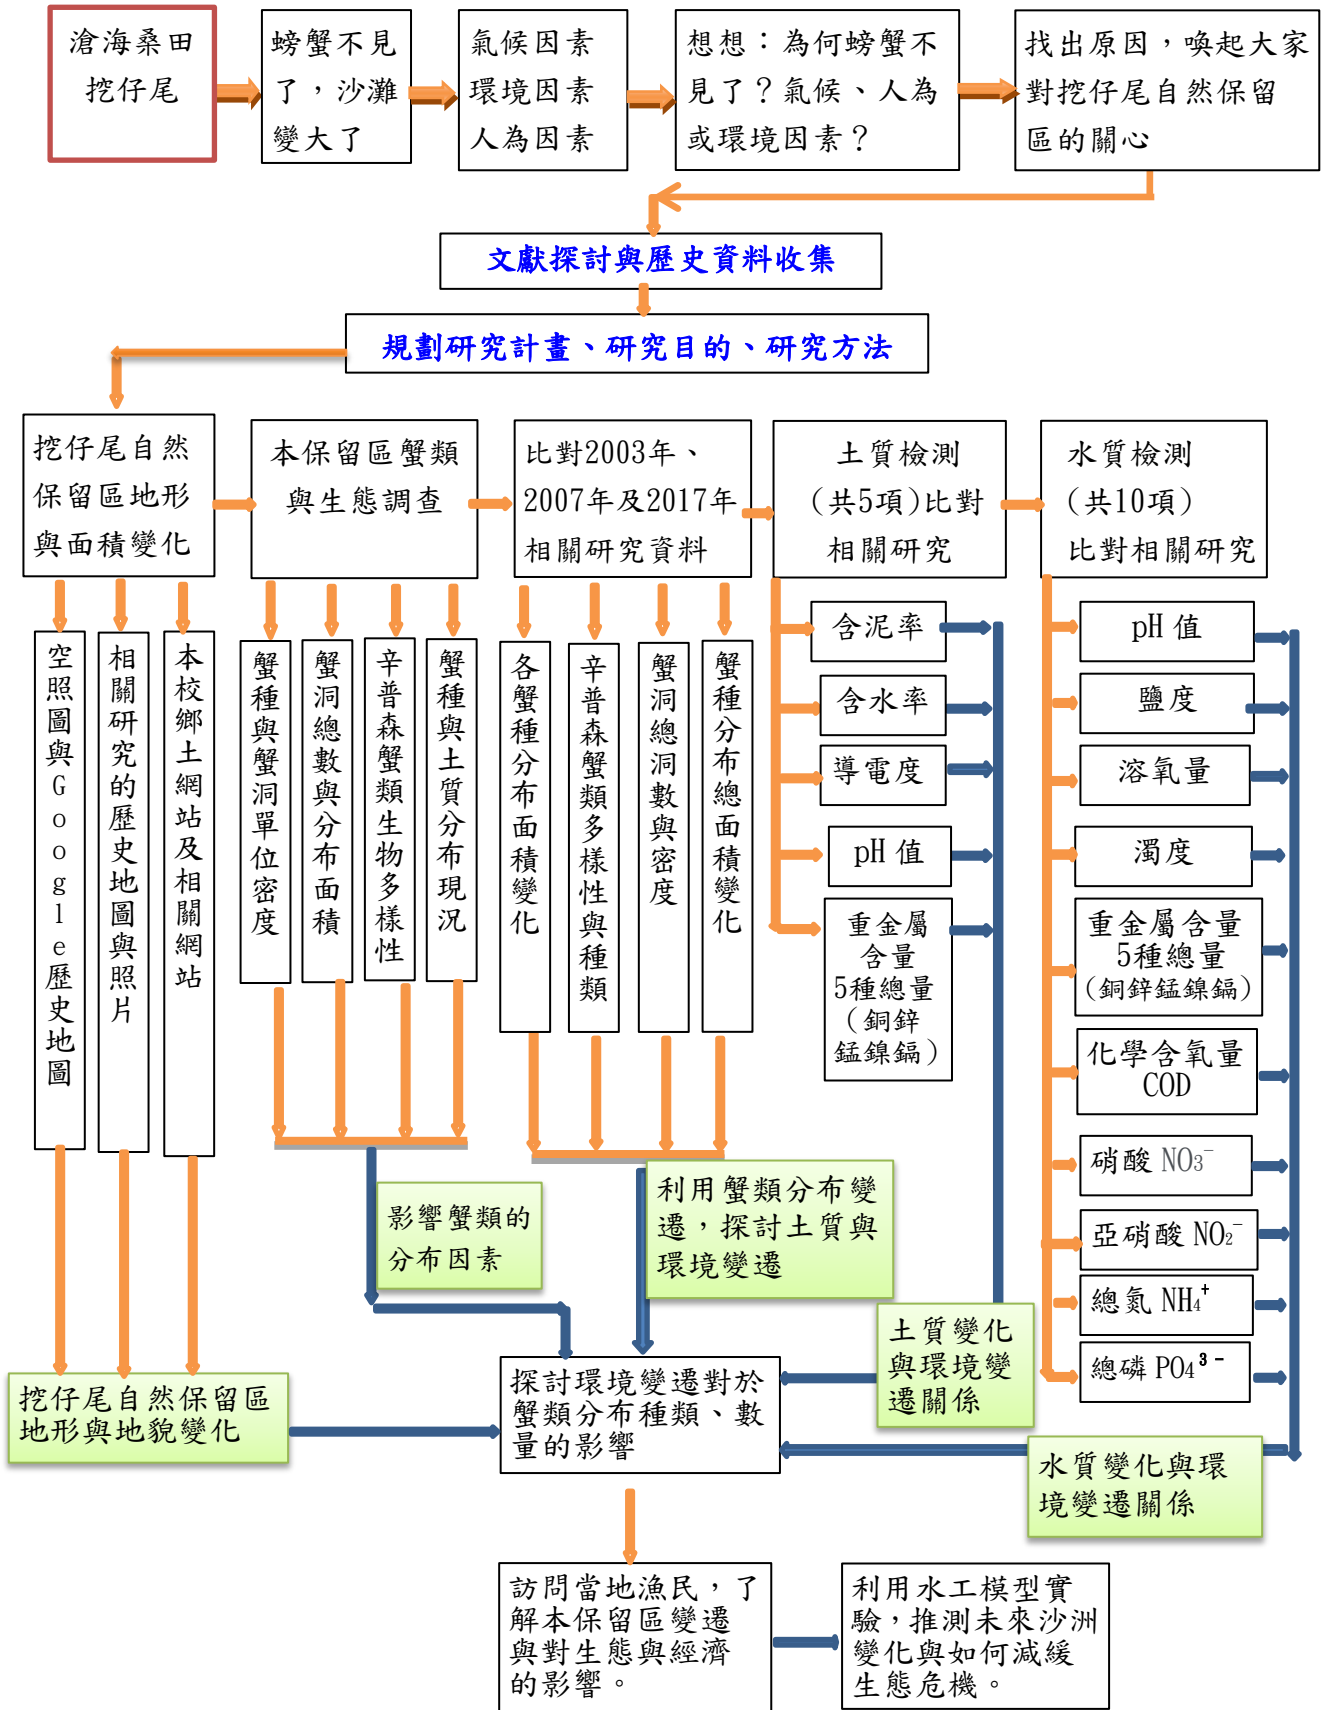 滄海桑田
挖仔尾
螃蟹不見
了，沙灘
變大了
氣候因素
環境因素
人為因素
想想：為何螃蟹不
見了？氣候、人為
或環境因素？
找出原因，喚起大家
對挖仔尾自然保留
區的關心
文獻探討與歷史資料收集
規劃研究計畫、研究目的、研究方法
挖仔尾自然
保留區地形
與面積變化
本保留區蟹類
與生態調查
比對2003年、
2007年及2017年
相關研究資料
土質檢測
(共5項)比對
相關研究
水質檢測
(共10項)
比對相關研究
空照圖與Google歷史地圖
相關研究的歷史地圖與照片
本校鄉土網站及相關網站
蟹種與蟹洞單位密度
蟹洞總數與分布面積
辛普森蟹類生物多樣性
蟹種與土質分布現況
各蟹種分布面積變化
辛普森蟹類多樣性與種類
蟹洞總洞數與密度
蟹種分布總面積變化
含泥率
含水率
導電度
pH 值
重金屬
含量
5種總量
（銅鋅
錳鎳鎘）
pH 值
鹽度
溶氧量
濁度
重金屬含量
5種總量
（銅鋅錳鎳鎘）
化學含氧量
COD
硝酸 NO₃⁻
亞硝酸 NO₂⁻
總氮 NH₄⁺
總磷 PO₄³⁻
影響蟹類的
分布因素
利用蟹類分布變
遷，探討土質與
環境變遷
土質變化
與環境變
遷關係
挖仔尾自然保留區
地形與地貌變化
探討環境變遷對於
蟹類分布種類、數
量的影響
水質變化與環
境變遷關係
訪問當地漁民，了
解本保留區變遷
與對生態與經濟
的影響。
利用水工模型實
驗，推測未來沙洲
變化與如何減緩
生態危機。